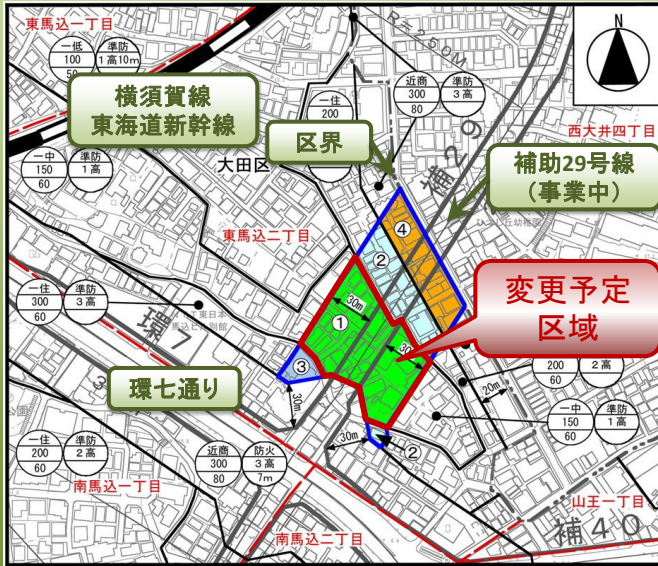 東馬込一丁目
一低
100
50
準防
1高10m
横須賀線
東海道新幹線
一住
200
近商
300
80
準防
3高
R=250M
N
西大井四丁目
区界
大田区
補29
補助29号線
（事業中）
一中
150
60
準防
1高
東馬込二丁目
④
②
変更予定
区域
一住
300
60
準防
3高
環7
①
30m
30m
③
環七通り
30m
30m
②
20m
200
60
2高
一中
150
60
準防
1高
一住
200
60
準防
2高
近商
300
80
防火
3高
7m
南馬込一丁目
南馬込二丁目
山王一丁目
補40